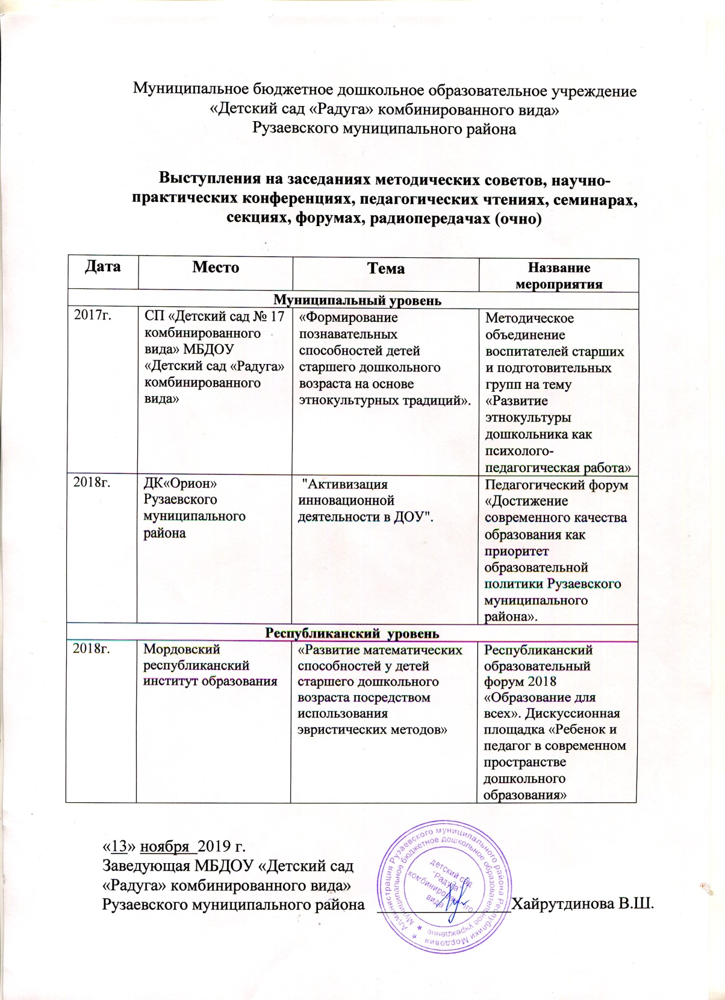 Муниципальное бюджетное дошкольное образовательное учреждение
«Детский сад «Радуга» комбинированного вида»
Рузаевского муниципального района
Выступления на заседаниях методических советов, научно-
практических конференциях, педагогических чтениях, семинарах,
секциях, форумах, радиопередачах (очно)
Дата
Место
Тема
Название
мероприятия
Муниципальный уровень
2017г.
СП «Детский сад № 17
комбинированного
вида» МБДОУ
«Детский сад «Радуга»
комбинированного
вида»
«Формирование
познавательных
способностей детей
старшего дошкольного
возраста на основе
этнокультурных традиций».
Методическое
объединение
воспитателей старших
и подготовительных
групп на тему
«Развитие
этнокультуры
дошкольника как
психолого-
педагогическая работа»
2018г.
ДК«Орион»
Рузаевского
муниципального
района
"Активизация
инновационной
деятельности в ДОУ".
Педагогический форум
«Достижение
современного качества
образования как
приоритет
образовательной
политики Рузаевского
муниципального
района».
Республиканский уровень
2018г.
Мордовский
республиканский
институт образования
«Развитие математических
способностей у детей
старшего дошкольного
возраста посредством
использования
эвристических методов»
Республиканский
образовательный
форум 2018
«Образование для
всех». Дискуссионная
площадка «Ребенок и
педагог в современном
пространстве
дошкольного
образования»
«13» ноября 2019 г.
Заведующая МБДОУ «Детский сад
«Радуга» комбинированного вида»
Рузаевского муниципального района Хайрутдинова В.Ш.
Администрация Рузаевского муниципального района Республики Мордовия
Муниципальное бюджетное дошкольное образовательное учреждение
детский сад
"Радуга"
комбинированного
вида